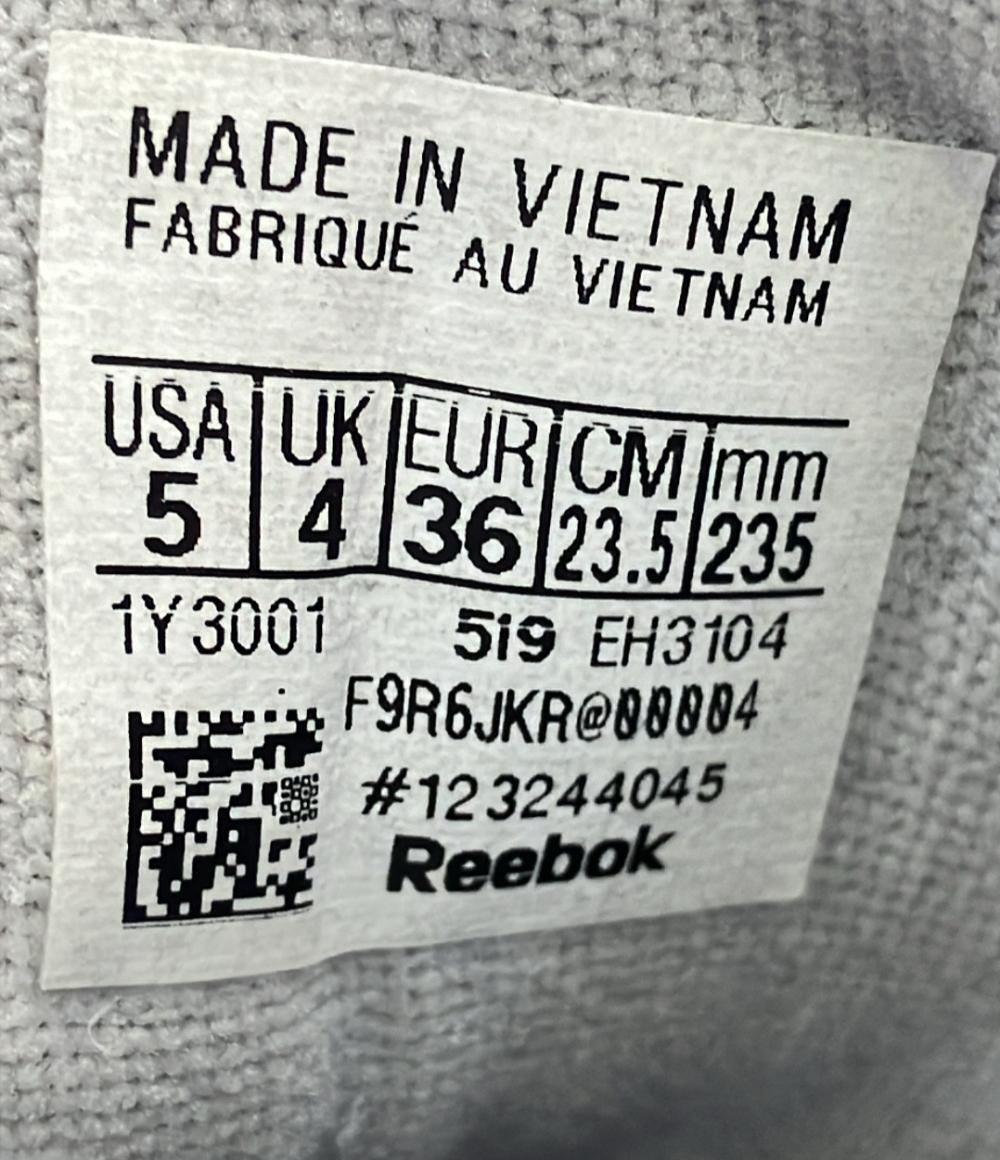 MADE IN VIETNAM
FABRIQUÉ AU VIETNAM
USA UK EUR CM mm
5 4 36 23.5 235
1Y3001 5i9 EH3104
F9R6JKR@00004
#123244045
Reebok